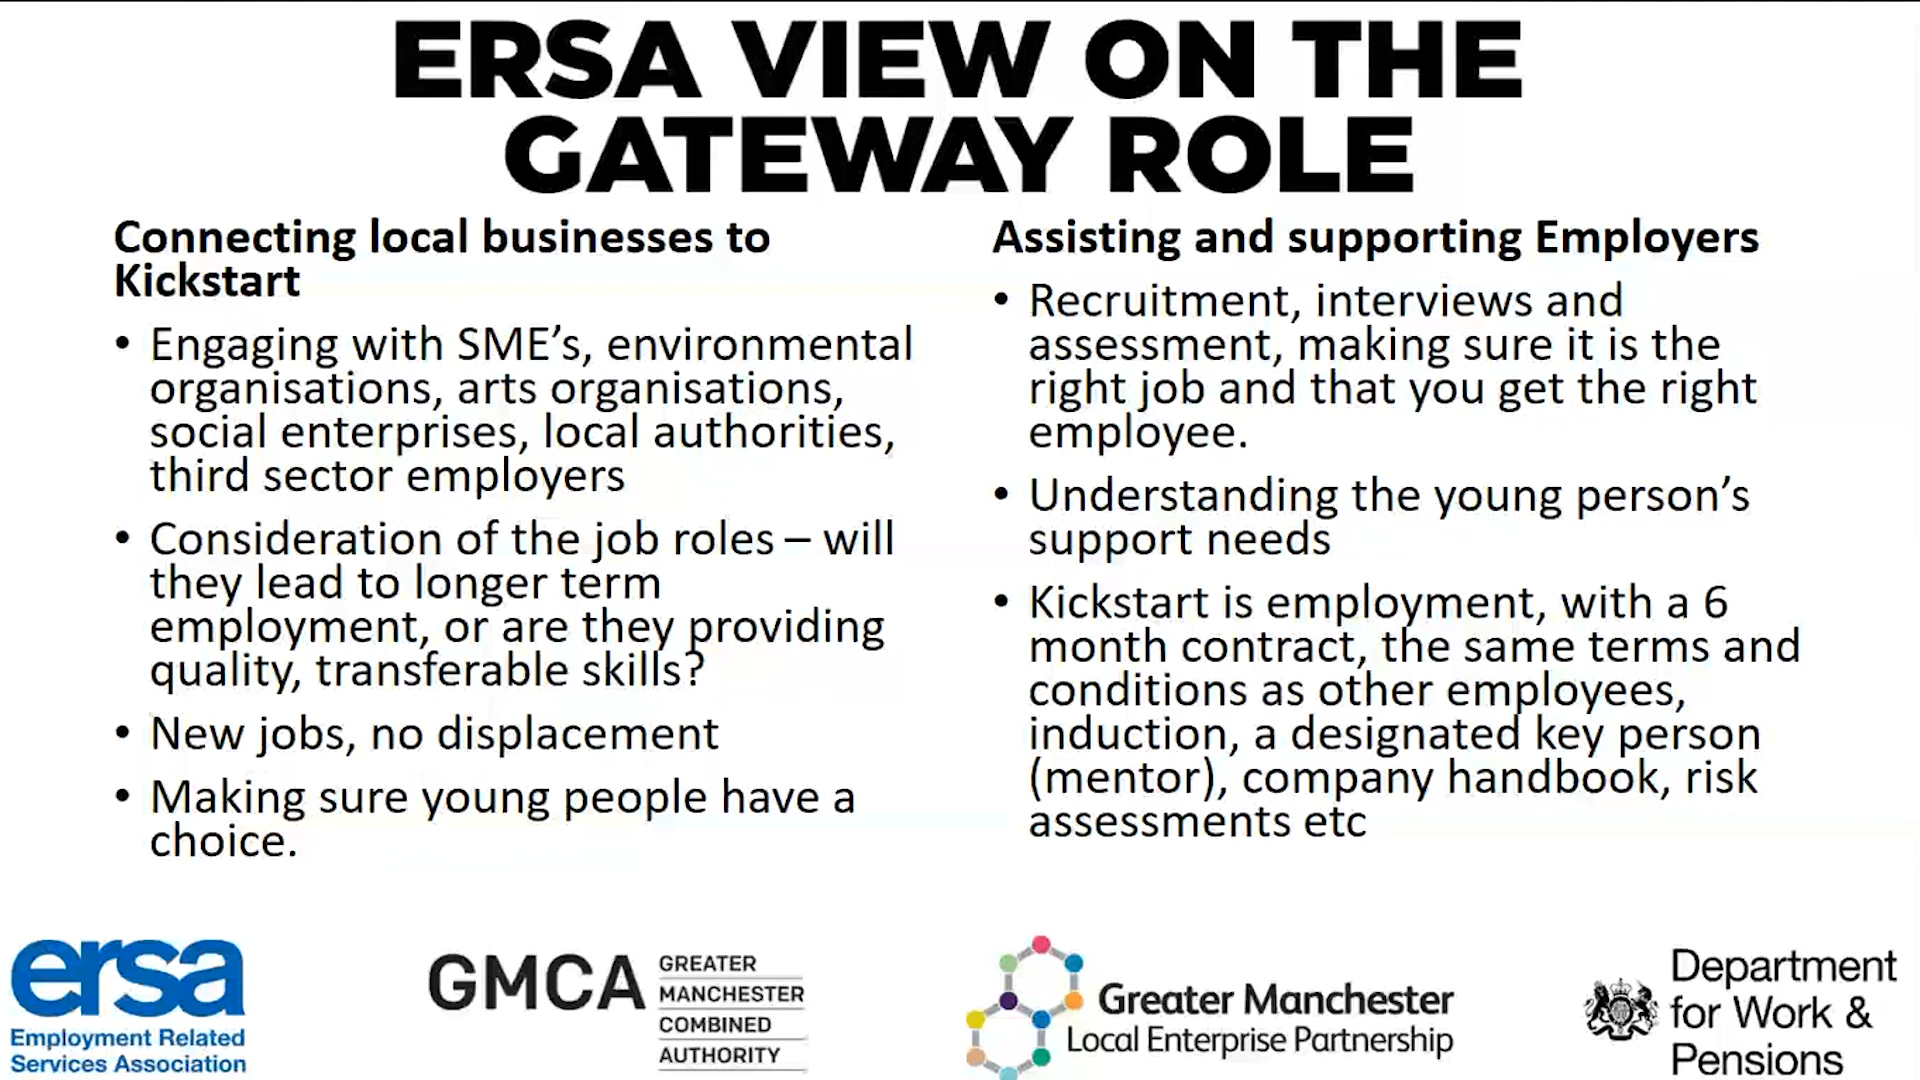 ERSA VIEW ON THE
GATEWAY ROLE
Connecting local businesses to
Kickstart
• Engaging with SME’s, environmental
organisations, arts organisations,
social enterprises, local authorities,
third sector employers
• Consideration of the job roles – will
they lead to longer term
employment, or are they providing
quality, transferable skills?
• New jobs, no displacement
• Making sure young people have a
choice.
Assisting and supporting Employers
• Recruitment, interviews and
assessment, making sure it is the
right job and that you get the right
employee.
• Understanding the young person’s
support needs
• Kickstart is employment, with a 6
month contract, the same terms and
conditions as other employees,
induction, a designated key person
(mentor), company handbook, risk
assessments etc
ersa
Employment Related
Services Association
GMCA
GREATER
MANCHESTER
COMBINED
AUTHORITY
Greater Manchester
Local Enterprise Partnership
Department
for Work &
Pensions